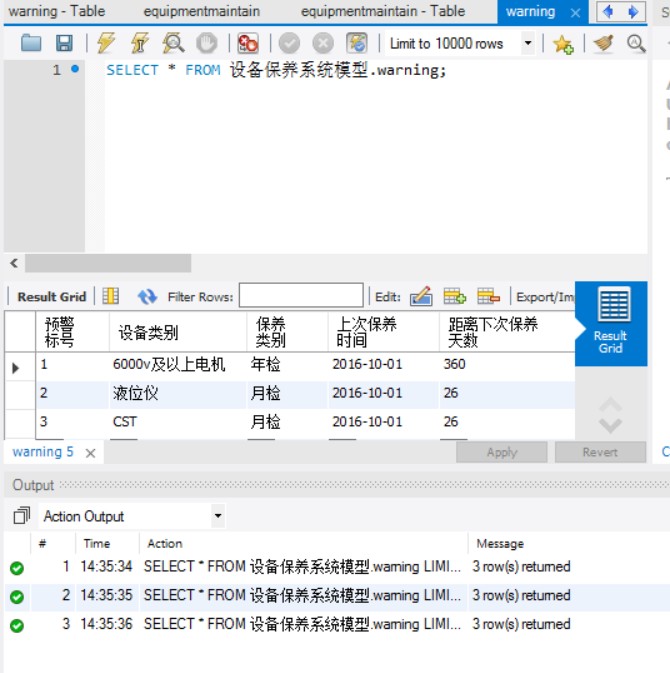 warning - Table equipmentmaintain equipmentmaintain - Table warning
Limit to 10000 rows
1 SELECT * FROM 设备保养系统模型.warning;
Result Grid Filter Rows: Edit: Export/Im
Result
Grid
预警标号 设备类别 保养类别 上次保养时间 距离下次保养天数
1 6000v及以上电机 年检 2016-10-01 360
2 液位仪 月检 2016-10-01 26
3 CST 月检 2016-10-01 26
warning 5 Apply Revert
Output
Action Output
# Time Action Message
1 14:35:34 SELECT * FROM 设备保养系统模型.warning LIMI... 3 row(s) returned
2 14:35:35 SELECT * FROM 设备保养系统模型.warning LIMI... 3 row(s) returned
3 14:35:36 SELECT * FROM 设备保养系统模型.warning LIMI... 3 row(s) returned